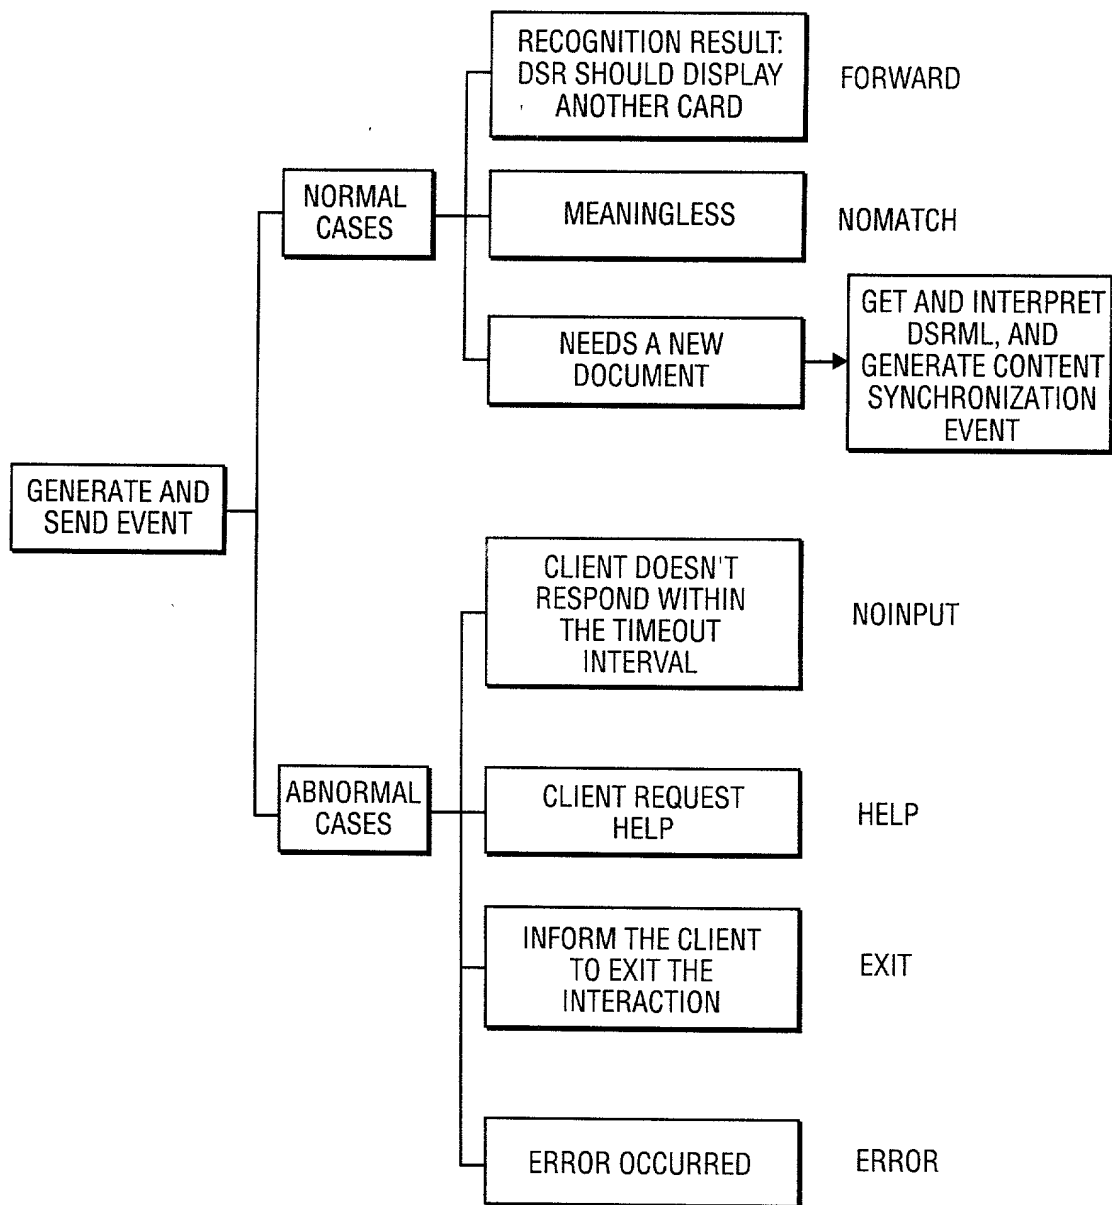 RECOGNITION RESULT:
DSR SHOULD DISPLAY
ANOTHER CARD
FORWARD
NORMAL
CASES
MEANINGLESS
NOMATCH
NEEDS A NEW
DOCUMENT
GET AND INTERPRET
DSRML, AND
GENERATE CONTENT
SYNCHRONIZATION
EVENT
GENERATE AND
SEND EVENT
CLIENT DOESN'T
RESPOND WITHIN
THE TIMEOUT
INTERVAL
NOINPUT
ABNORMAL
CASES
CLIENT REQUEST
HELP
HELP
INFORM THE CLIENT
TO EXIT THE
INTERACTION
EXIT
ERROR OCCURRED
ERROR